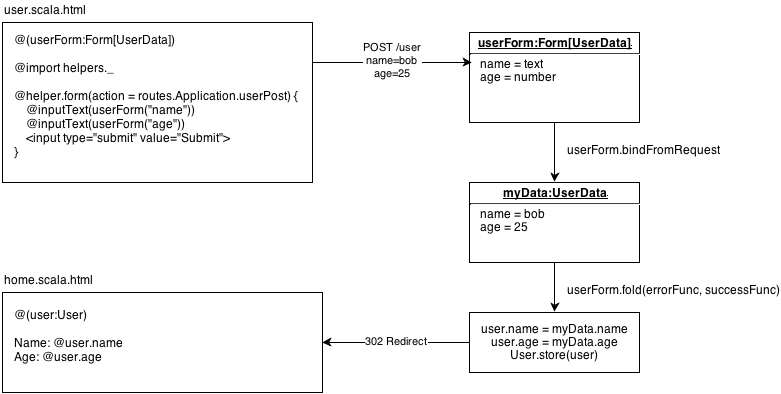 user.scala.html
@(userForm:Form[UserData])
@import helpers._
@helper.form(action = routes.Application.userPost) {
@inputText(userForm("name"))
@inputText(userForm("age"))
<input type="submit" value="Submit">
}
POST /user
name=bob
age=25
userForm:Form[UserData]
name = text
age = number
userForm.bindFromRequest
myData:UserData
name = bob
age = 25
userForm.fold(errorFunc, successFunc)
user.name = myData.name
user.age = myData.age
User.store(user)
302 Redirect
home.scala.html
@(user:User)
Name: @user.name
Age: @user.age